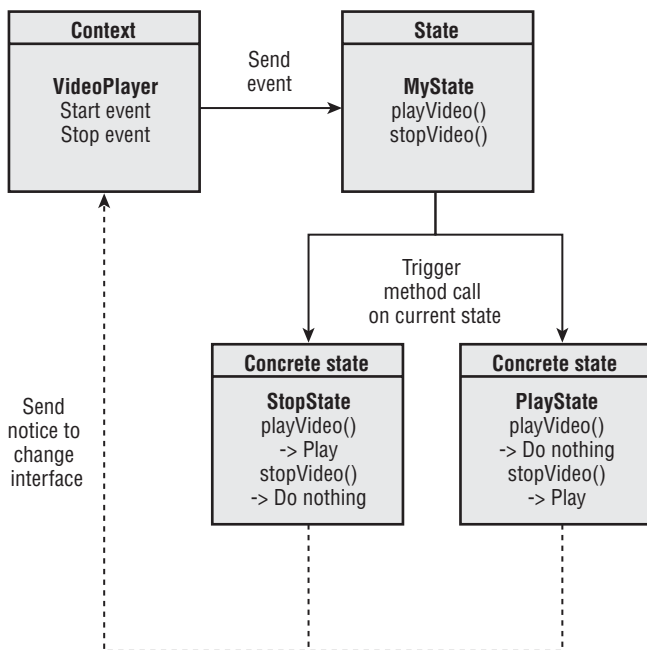 Context
VideoPlayer
Start event
Stop event
Send
event
State
MyState
playVideo()
stopVideo()
Trigger
method call
on current state
Send
notice to
change
interface
Concrete state
StopState
playVideo()
-> Play
stopVideo()
-> Do nothing
Concrete state
PlayState
playVideo()
-> Do nothing
stopVideo()
-> Play